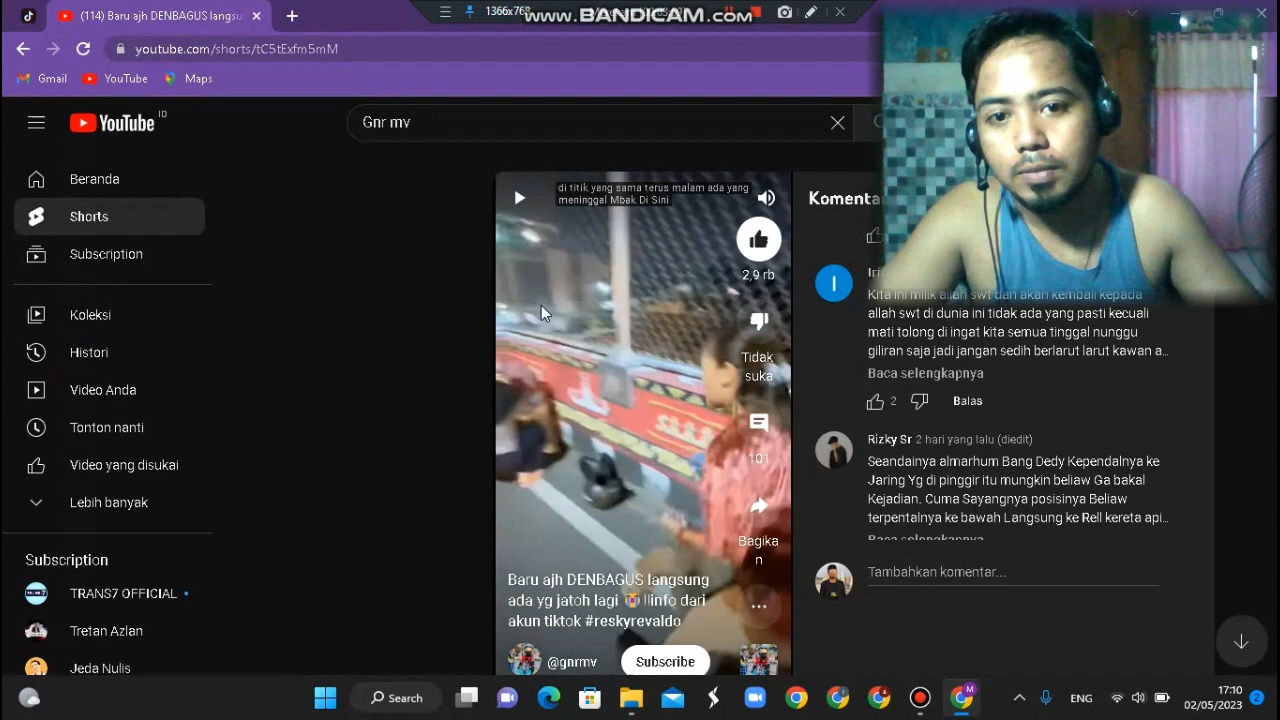 (114) Baru ajh DENBAGUS langsu
1366x768
www.BANDICAM.com
youtube.com/shorts/tC5tExfm5mM
Gmail
YouTube
Maps
YouTube ID
Gnr mv
Beranda
Shorts
Subscription
Koleksi
Histori
Video Anda
Tonton nanti
Video yang disukai
Lebih banyak
Subscription
TRANS7 OFFICIAL
Tretan Azlan
Jeda Nulis
di titik yang sama terus malam ada yang
meninggal Mbak Di Sini
2,9 rb
Tidak
suka
101
Bagika
n
Baru ajh DENBAGUS langsung
ada yg jatoh lagi 😭 !!info dari
akun tiktok #reskyrevaldo
@gnrmv
Subscribe
Komenta
Kita ini milik allah swt dan akan kembali kepada
allah swt di dunia ini tidak ada yang pasti kecuali
mati tolong di ingat kita semua tinggal nunggu
giliran saja jadi jangan sedih berlarut larut kawan a...
Baca selengkapnya
2
Balas
Rizky Sr 2 hari yang lalu (diedit)
Seandainya almarhum Bang Dedy Kependalnya ke
Jaring Yg di pinggir itu mungkin beliaw Ga bakal
Kejadian. Cuma Sayangnya posisinya Beliaw
terpentalnya ke bawah Langsung ke Rell kereta api...
Baca selengkapnya
Tambahkan komentar...
Search
ENG
17:10
02/05/2023
2